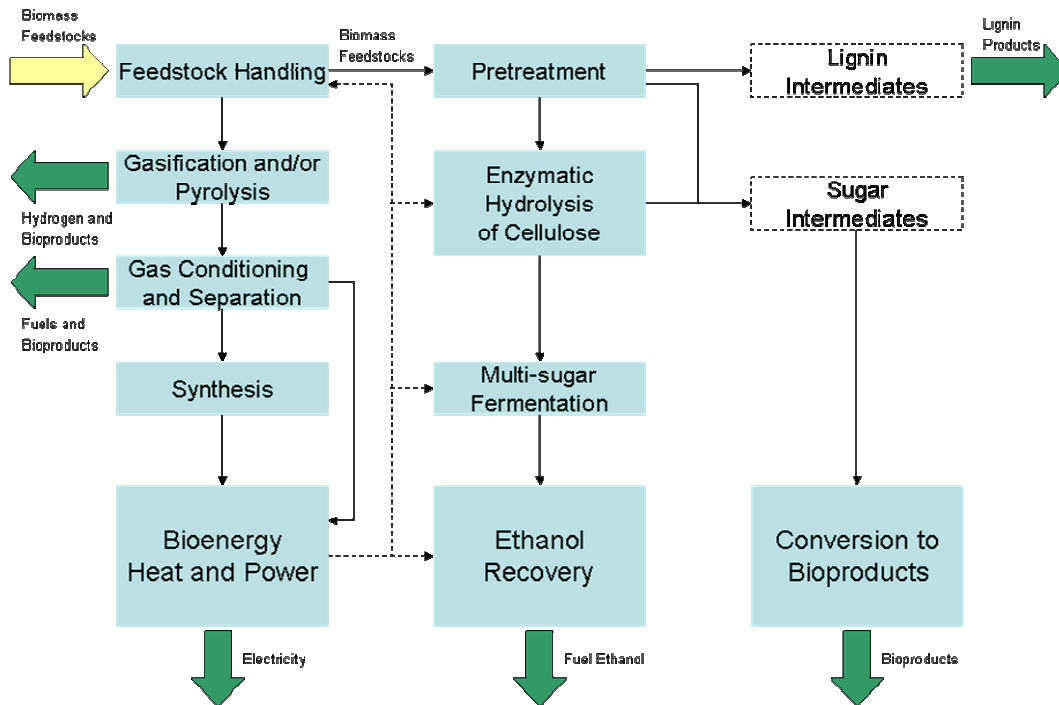 Biomass
Feedstocks
Feedstock Handling
Biomass
Feedstocks
Pretreatment
Lignin
Intermediates
Lignin
Products
Gasification and/or
Pyrolysis
Hydrogen and
Bioproducts
Enzymatic
Hydrolysis
of Cellulose
Sugar
Intermediates
Gas Conditioning
and Separation
Fuels and
Bioproducts
Synthesis
Multi-sugar
Fermentation
Bioenergy
Heat and Power
Ethanol
Recovery
Conversion to
Bioproducts
Electricity
Fuel Ethanol
Bioproducts